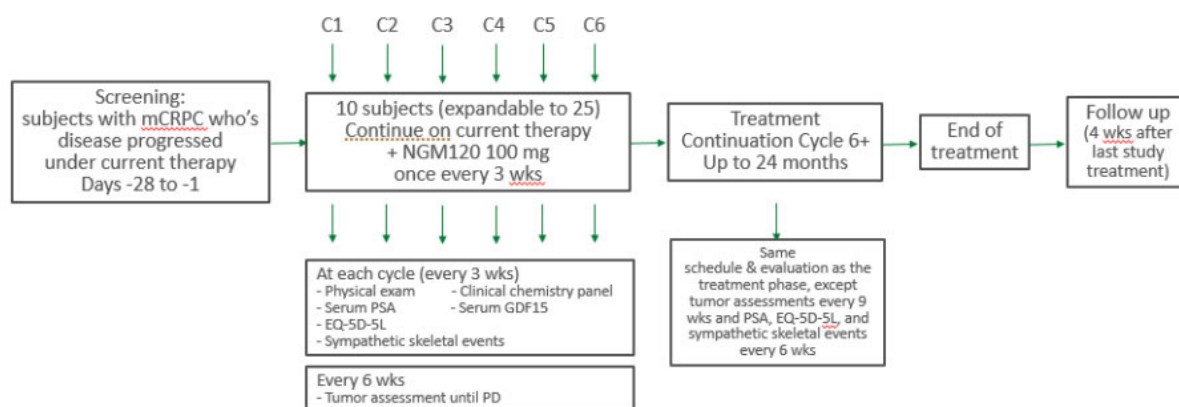 C1 C2 C3 C4 C5 C6
Screening:
subjects with mCRPC who's
disease progressed
under current therapy
Days -28 to -1
10 subjects (expandable to 25)
Continue on current therapy
+ NGM120 100 mg
once every 3 wks
Treatment
Continuation Cycle 6+
Up to 24 months
End of
treatment
Follow up
(4 wks after
last study
treatment)
At each cycle (every 3 wks)
- Physical exam - Clinical chemistry panel
- Serum PSA - Serum GDF15
- EQ-5D-5L
- Sympathetic skeletal events
Every 6 wks
- Tumor assessment until PD
Same
schedule & evaluation as the
treatment phase, except
tumor assessments every 9
wks and PSA, EQ-5D-5L, and
sympathetic skeletal events
every 6 wks